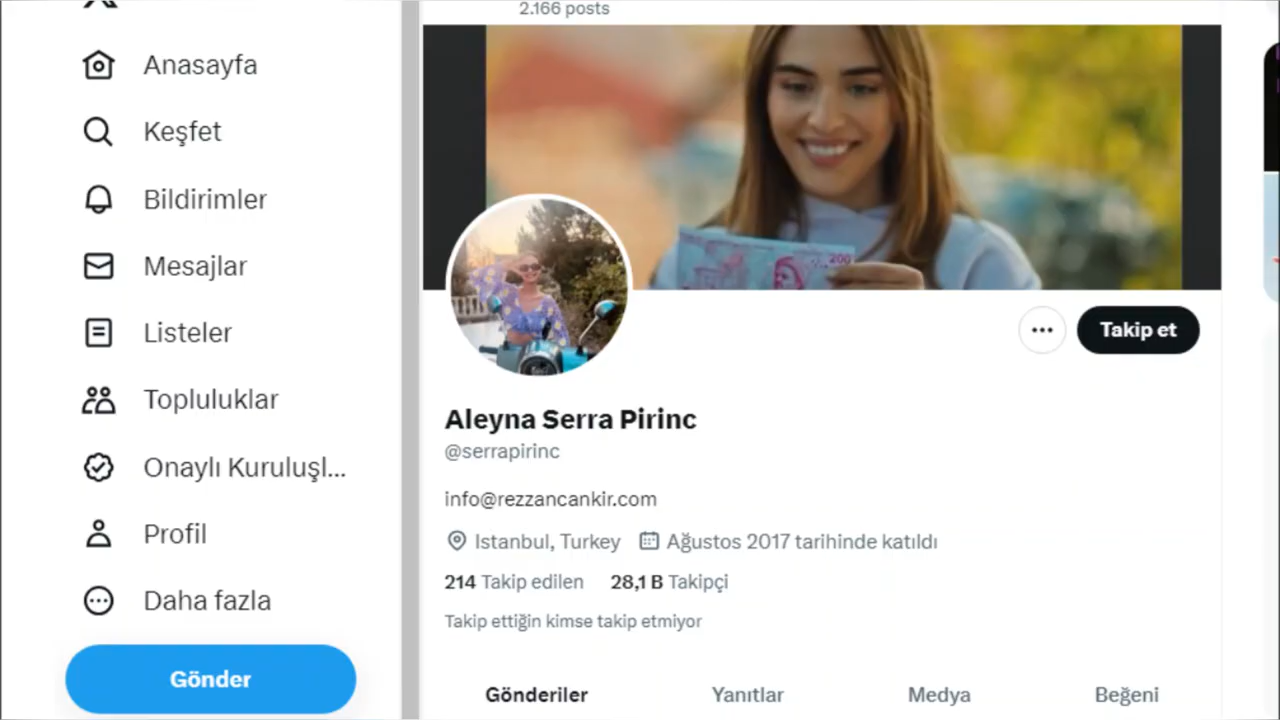 2.166 posts
Anasayfa
Keşfet
Bildirimler
Mesajlar
Listeler
Topluluklar
Onaylı Kuruluşl...
Profil
Daha fazla
Gönder
200
Takip et
Aleyna Serra Pirinc
@serrapirinc
info@rezzancankir.com
Istanbul, Turkey Ağustos 2017 tarihinde katıldı
214 Takip edilen 28,1 B Takipçi
Takip ettiğin kimse takip etmiyor
Gönderiler Yanıtlar Medya Beğeni